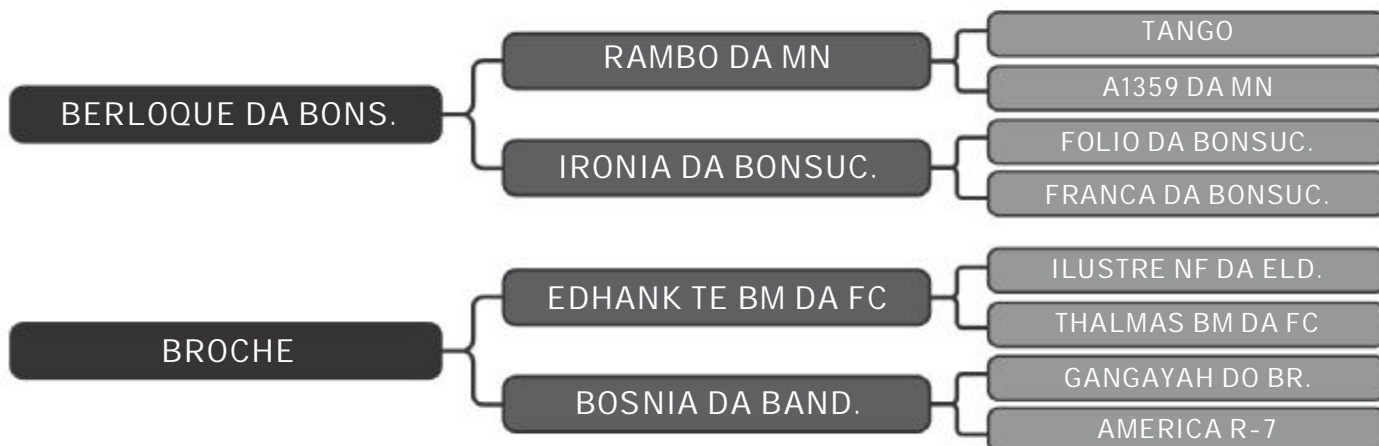 TANGO
RAMBO DA MN
A1359 DA MN
BERLOQUE DA BONS.
FOLIO DA BONSUC.
IRONIA DA BONSUC.
FRANCA DA BONSUC.
ILUSTRE NF DA ELD.
EDHANK TE BM DA FC
THALMAS BM DA FC
BROCHE
GANGAYAH DO BR.
BOSNIA DA BAND.
AMERICA R-7